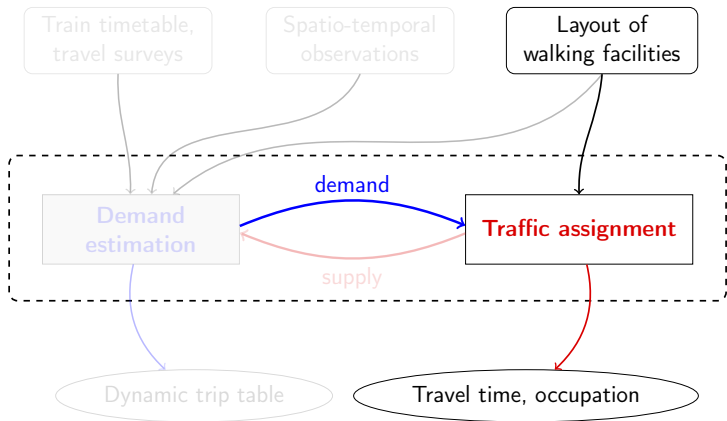 Train timetable,
travel surveys
Spatio-temporal
observations
Layout of
walking facilities
demand
Demand
estimation
Traffic assignment
supply
Dynamic trip table
Travel time, occupation